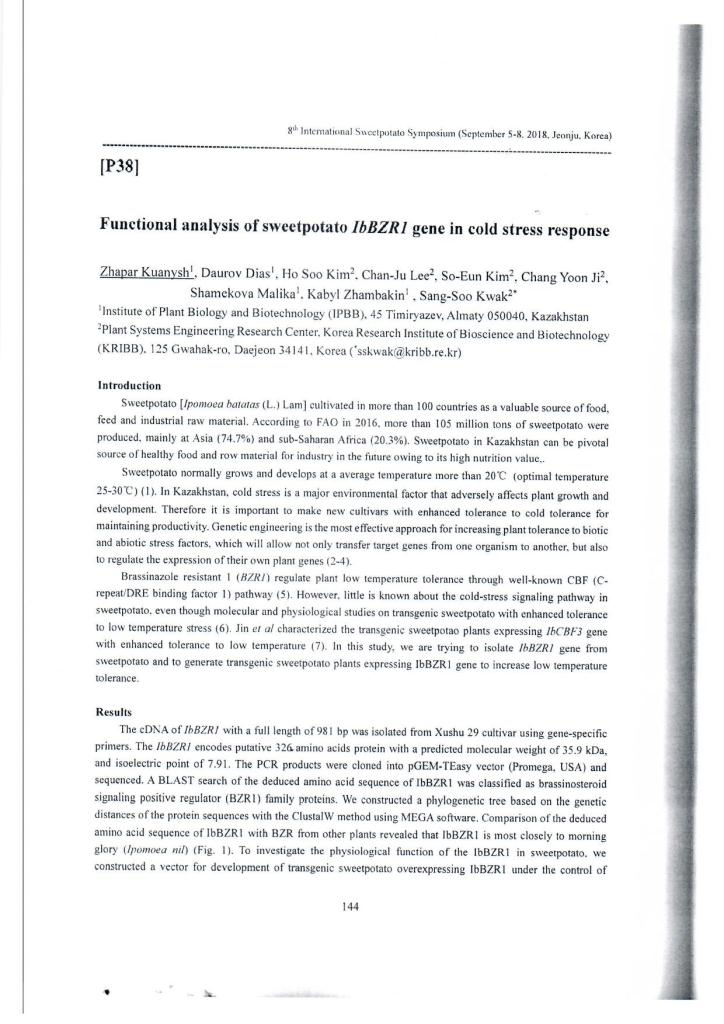 8th International Sweetpotato Symposium (September 5-8, 2018, Jeonju, Korea)
[P38]
Functional analysis of sweetpotato IbBZR1 gene in cold stress response
Zhapar Kuanysh1, Daurov Dias1, Ho Soo Kim2, Chan-Ju Lee2, So-Eun Kim2, Chang Yoon Ji2,
Shamekova Malika1, Kabyl Zhambakin1 , Sang-Soo Kwak2*
1Institute of Plant Biology and Biotechnology (IPBB), 45 Timiryazev, Almaty 050040, Kazakhstan
2Plant Systems Engineering Research Center, Korea Research Institute of Bioscience and Biotechnology
(KRIBB), 125 Gwahak-ro, Daejeon 34141, Korea (*sskwak@kribb.re.kr)
Introduction
Sweetpotato [Ipomoea batatas (L.) Lam] cultivated in more than 100 countries as a valuable source of food,
feed and industrial raw material. According to FAO in 2016, more than 105 million tons of sweetpotato were
produced, mainly at Asia (74.7%) and sub-Saharan Africa (20.3%). Sweetpotato in Kazakhstan can be pivotal
source of healthy food and row material for industry in the future owing to its high nutrition value,.
Sweetpotato normally grows and develops at a average temperature more than 20℃ (optimal temperature
25-30℃) (1). In Kazakhstan, cold stress is a major environmental factor that adversely affects plant growth and
development. Therefore it is important to make new cultivars with enhanced tolerance to cold tolerance for
maintaining productivity. Genetic engineering is the most effective approach for increasing plant tolerance to biotic
and abiotic stress factors, which will allow not only transfer target genes from one organism to another, but also
to regulate the expression of their own plant genes (2-4).
Brassinazole resistant 1 (BZR1) regulate plant low temperature tolerance through well-known CBF (C-
repeat/DRE binding factor 1) pathway (5). However, little is known about the cold-stress signaling pathway in
sweetpotato, even though molecular and physiological studies on transgenic sweetpotato with enhanced tolerance
to low temperature stress (6). Jin et al characterized the transgenic sweetpotao plants expressing IbCBF3 gene
with enhanced tolerance to low temperature (7). In this study, we are trying to isolate IbBZR1 gene from
sweetpotato and to generate transgenic sweetpotato plants expressing IbBZR1 gene to increase low temperature
tolerance.
Results
The cDNA of IbBZR1 with a full length of 981 bp was isolated from Xushu 29 cultivar using gene-specific
primers. The IbBZR1 encodes putative 326 amino acids protein with a predicted molecular weight of 35.9 kDa,
and isoelectric point of 7.91. The PCR products were cloned into pGEM-TEasy vector (Promega, USA) and
sequenced. A BLAST search of the deduced amino acid sequence of IbBZR1 was classified as brassinosteroid
signaling positive regulator (BZR1) family proteins. We constructed a phylogenetic tree based on the genetic
distances of the protein sequences with the ClustalW method using MEGA software. Comparison of the deduced
amino acid sequence of IbBZR1 with BZR from other plants revealed that IbBZR1 is most closely to morning
glory (Ipomoea nil) (Fig. 1). To investigate the physiological function of the IbBZR1 in sweetpotato, we
constructed a vector for development of transgenic sweetpotato overexpressing IbBZR1 under the control of
144